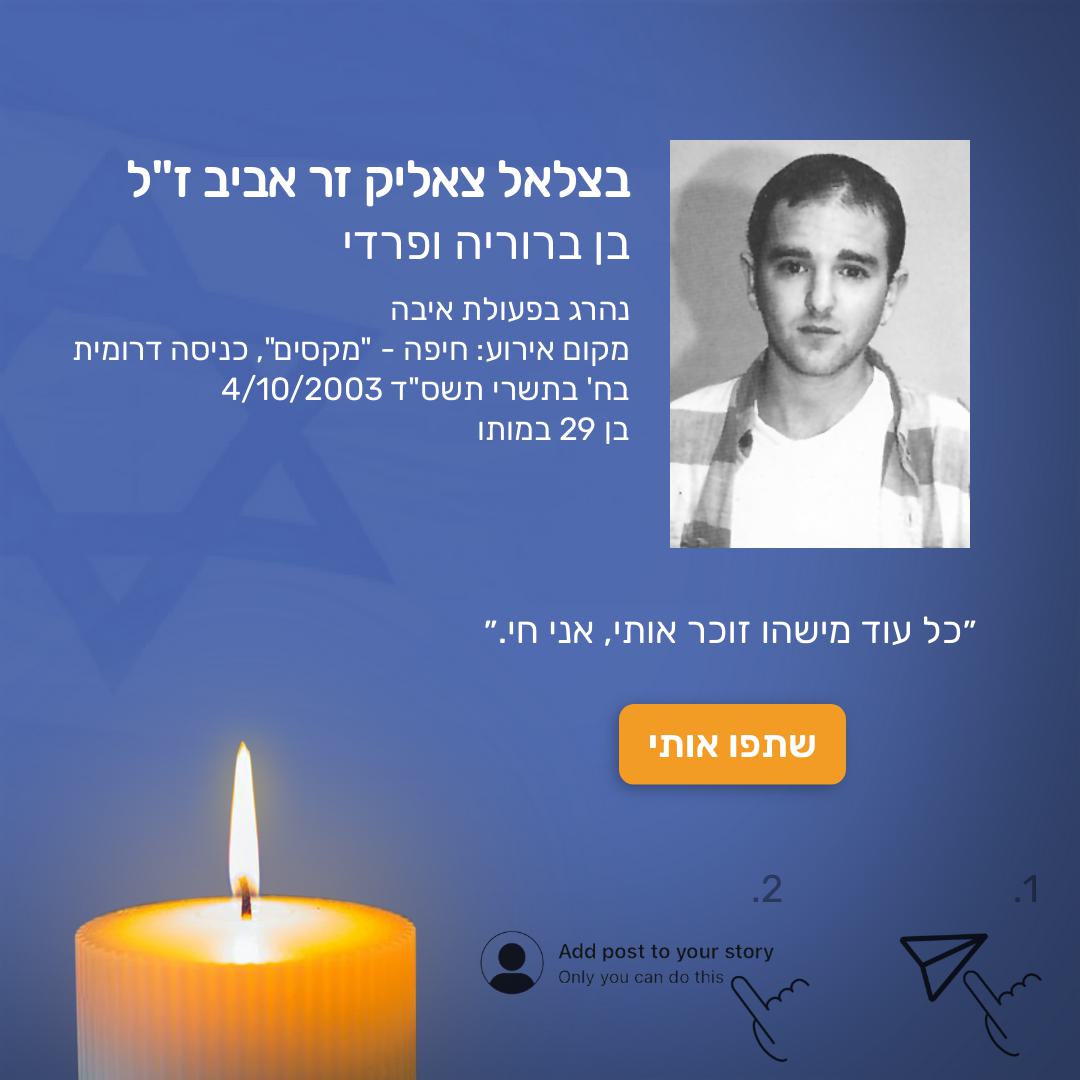 בצלאל צאליק זר אביב ז"ל
בן ברוריה ופרדי
נהרג בפעולת איבה
מקום אירוע: חיפה - "מקסים", כניסה דרומית
בח' בתשרי תשס"ד 4/10/2003
בן 29 במותו
״כל עוד מישהו זוכר אותי, אני חי.״
שתפו אותי
1.
2.
Add post to your story
Only you can do this